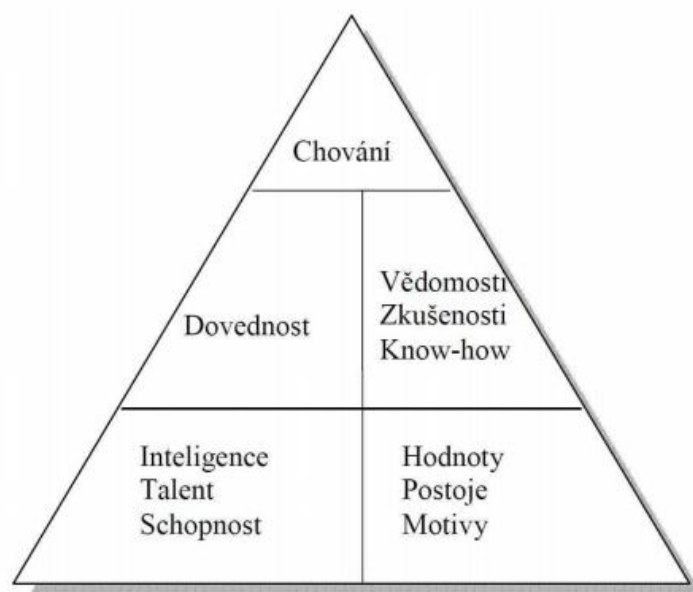 Chování
Dovednost
Vědomosti
Zkušenosti
Know-how
Inteligence
Talent
Schopnost
Hodnoty
Postoje
Motivy